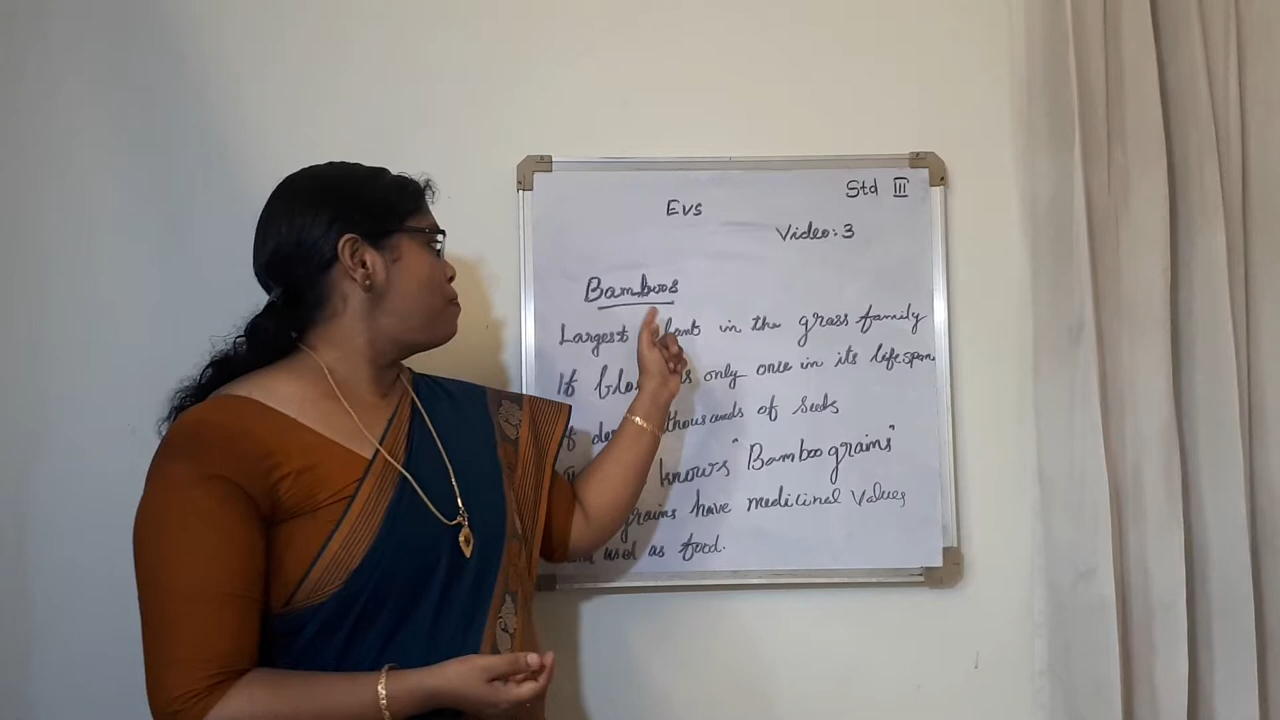 Std III
Evs
Video: 3
Bamboos
Largest in the grass family
If only once in its lifespan
thousands of seeds
knows "Bamboo grains"
grains have medicinal values
used as food.